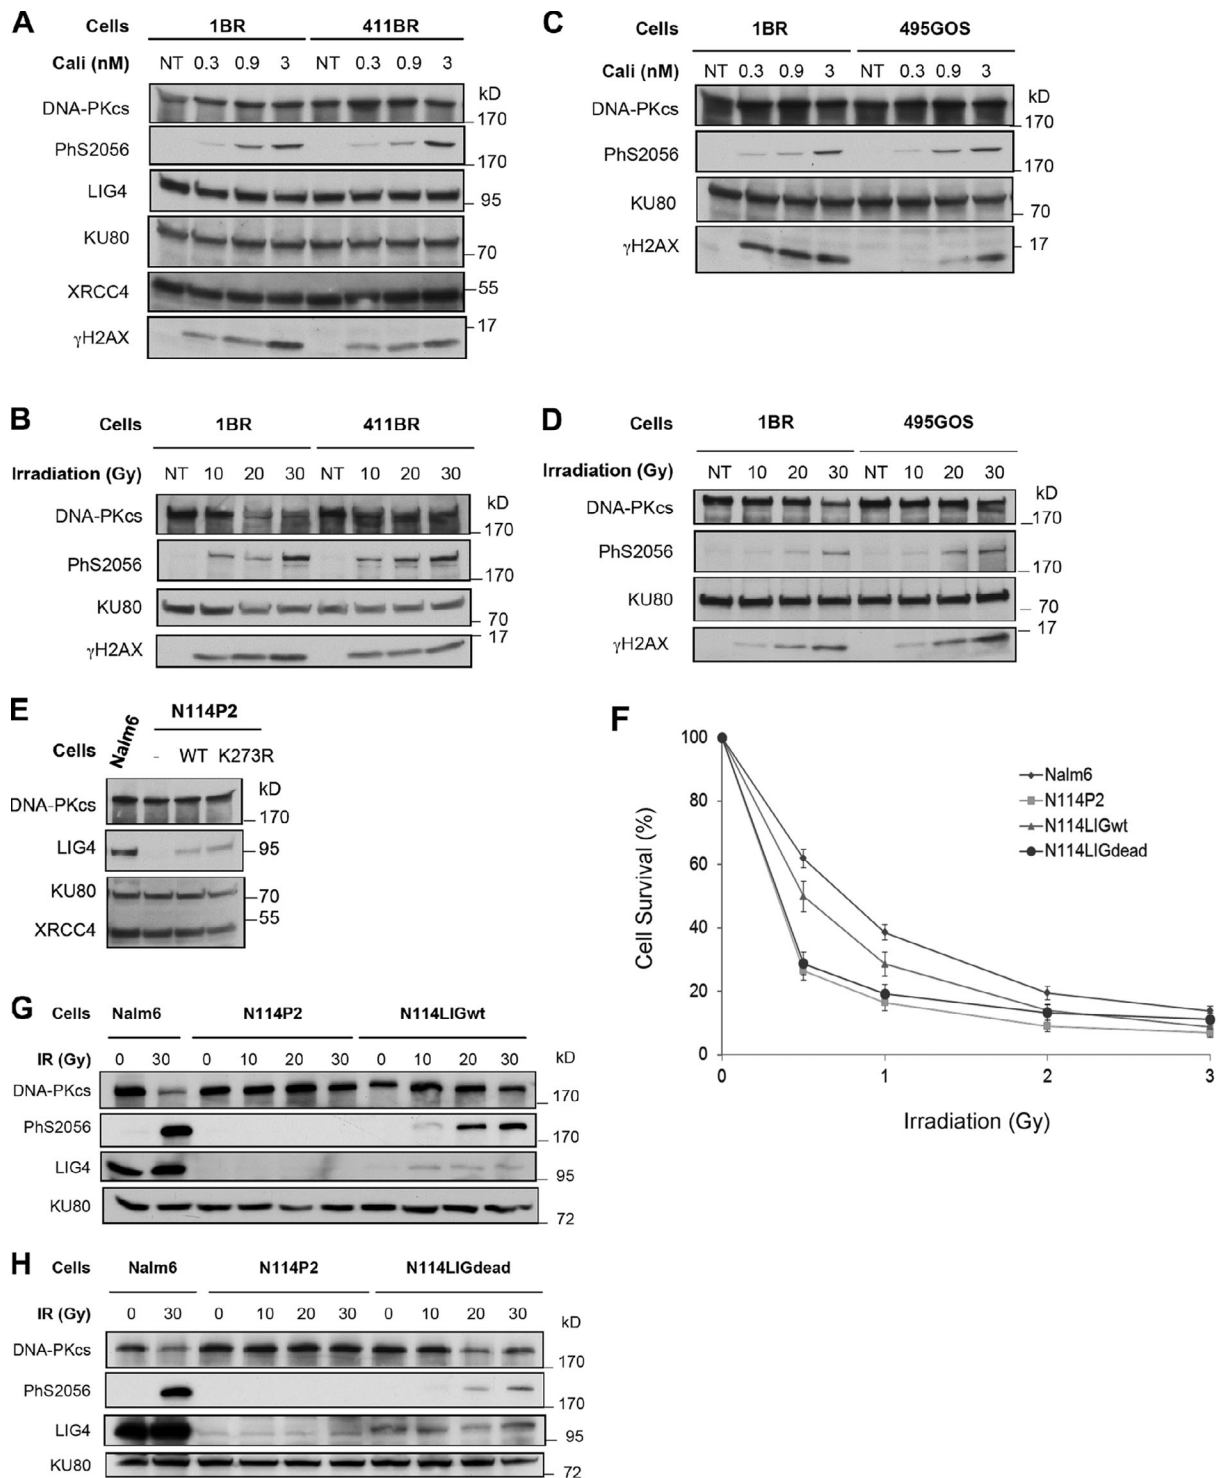 A
Cells 1BR 411BR
Cali (nM) NT 0.3 0.9 3 NT 0.3 0.9 3
kD
DNA-PKcs
170
PhS2056
170
LIG4
95
KU80
70
XRCC4
55
γH2AX
17
C
Cells 1BR 495GOS
Cali (nM) NT 0.3 0.9 3 NT 0.3 0.9 3
kD
DNA-PKcs
170
PhS2056
170
KU80
70
γH2AX
17
B
Cells 1BR 411BR
Irradiation (Gy) NT 10 20 30 NT 10 20 30
kD
DNA-PKcs
170
PhS2056
170
KU80
70
γH2AX
17
D
Cells 1BR 495GOS
Irradiation (Gy) NT 10 20 30 NT 10 20 30
kD
DNA-PKcs
170
PhS2056
170
KU80
70
γH2AX
17
E
N114P2
Cells Nalm6 - WT K273R
kD
DNA-PKcs
170
LIG4
95
KU80
70
55
XRCC4
F
100
80
60
40
20
0
Cell Survival (%)
0 1 2 3
Irradiation (Gy)
Nalm6
N114P2
N114LIGwt
N114LIGdead
G
Cells Nalm6 N114P2 N114LIGwt
IR (Gy) 0 30 0 10 20 30 0 10 20 30
kD
DNA-PKcs
170
PhS2056
170
LIG4
95
KU80
72
H
Cells Nalm6 N114P2 N114LIGdead
IR (Gy) 0 30 0 10 20 30 0 10 20 30
kD
DNA-PKcs
170
PhS2056
170
LIG4
95
KU80
72